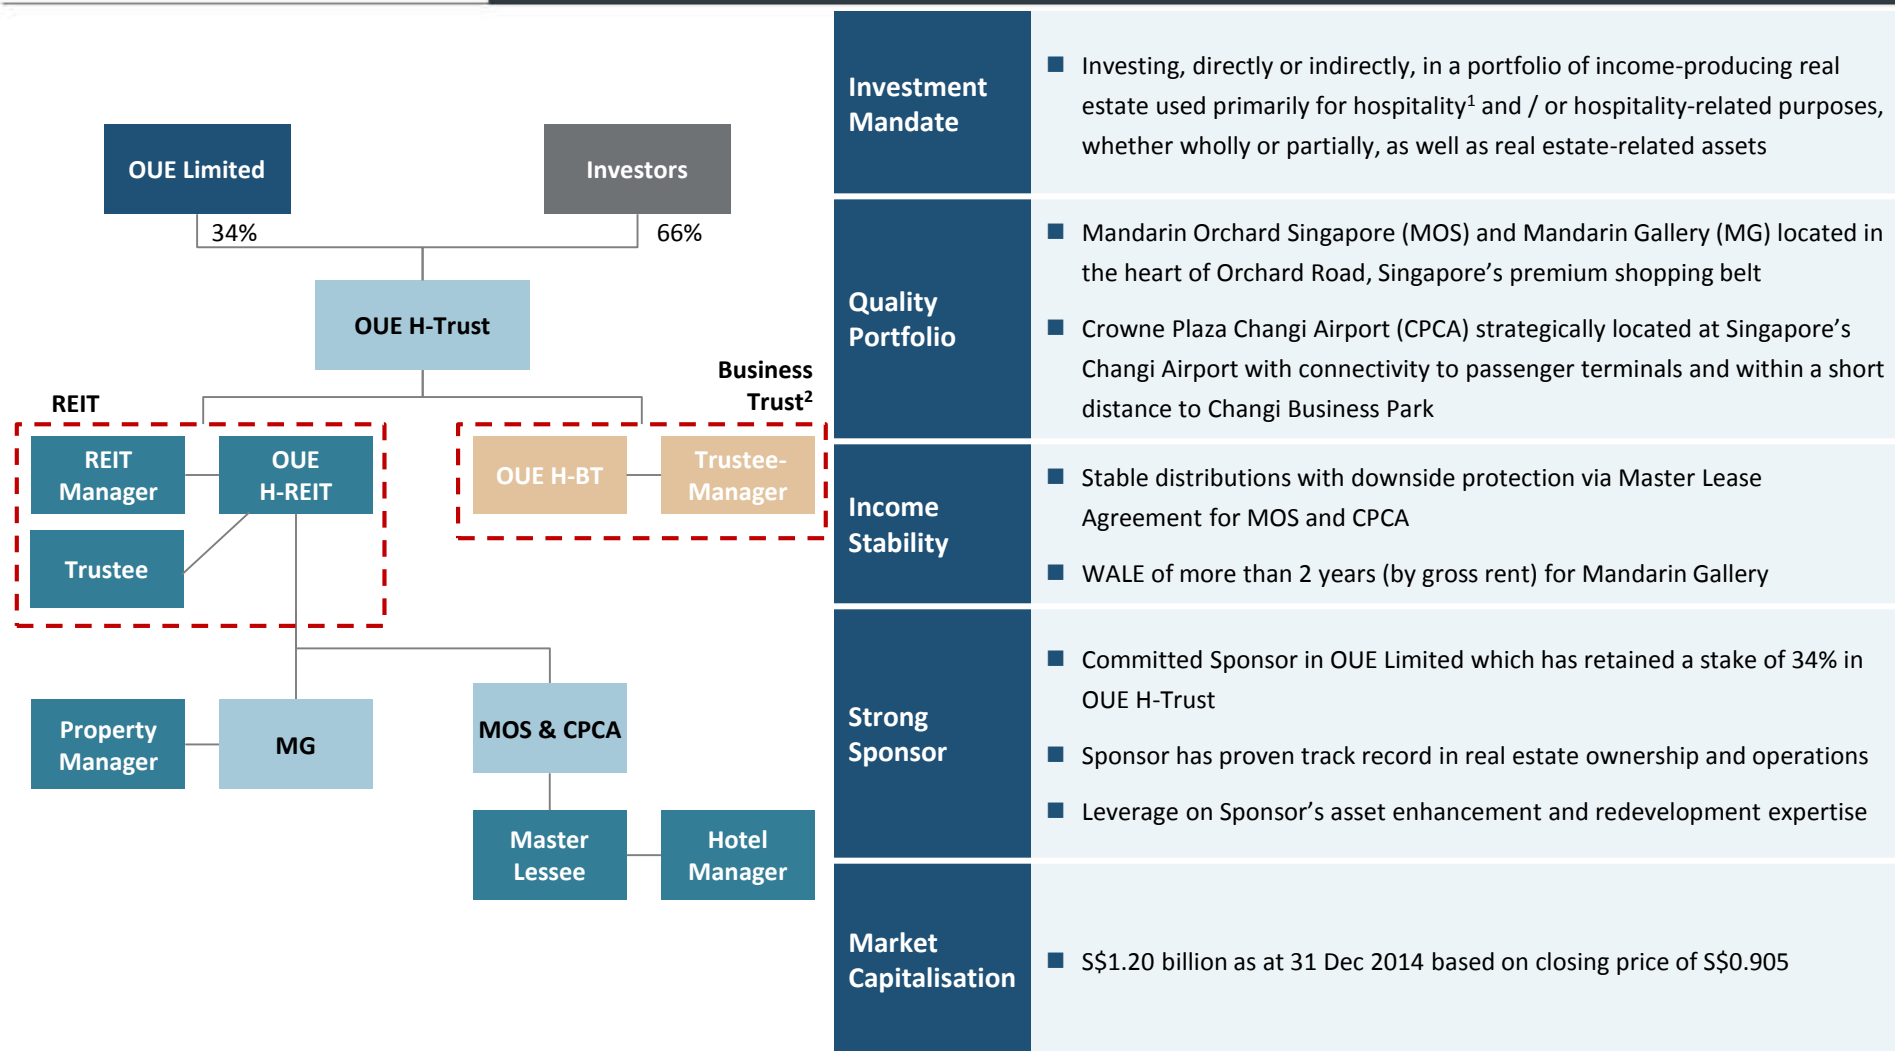 OUE Limited
Investors
34%
66%
OUE H-Trust
REIT
Business
Trust²
REIT
Manager
OUE
H-REIT
Trustee
OUE H-BT
Trustee-
Manager
Property
Manager
MG
MOS & CPCA
Master
Lessee
Hotel
Manager
Investment
Mandate
■ Investing, directly or indirectly, in a portfolio of income-producing real
estate used primarily for hospitality¹ and / or hospitality-related purposes,
whether wholly or partially, as well as real estate-related assets
Quality
Portfolio
■ Mandarin Orchard Singapore (MOS) and Mandarin Gallery (MG) located in
the heart of Orchard Road, Singapore’s premium shopping belt
■ Crowne Plaza Changi Airport (CPCA) strategically located at Singapore’s
Changi Airport with connectivity to passenger terminals and within a short
distance to Changi Business Park
Income
Stability
■ Stable distributions with downside protection via Master Lease
Agreement for MOS and CPCA
■ WALE of more than 2 years (by gross rent) for Mandarin Gallery
Strong
Sponsor
■ Committed Sponsor in OUE Limited which has retained a stake of 34% in
OUE H-Trust
■ Sponsor has proven track record in real estate ownership and operations
■ Leverage on Sponsor’s asset enhancement and redevelopment expertise
Market
Capitalisation
■ S$1.20 billion as at 31 Dec 2014 based on closing price of S$0.905